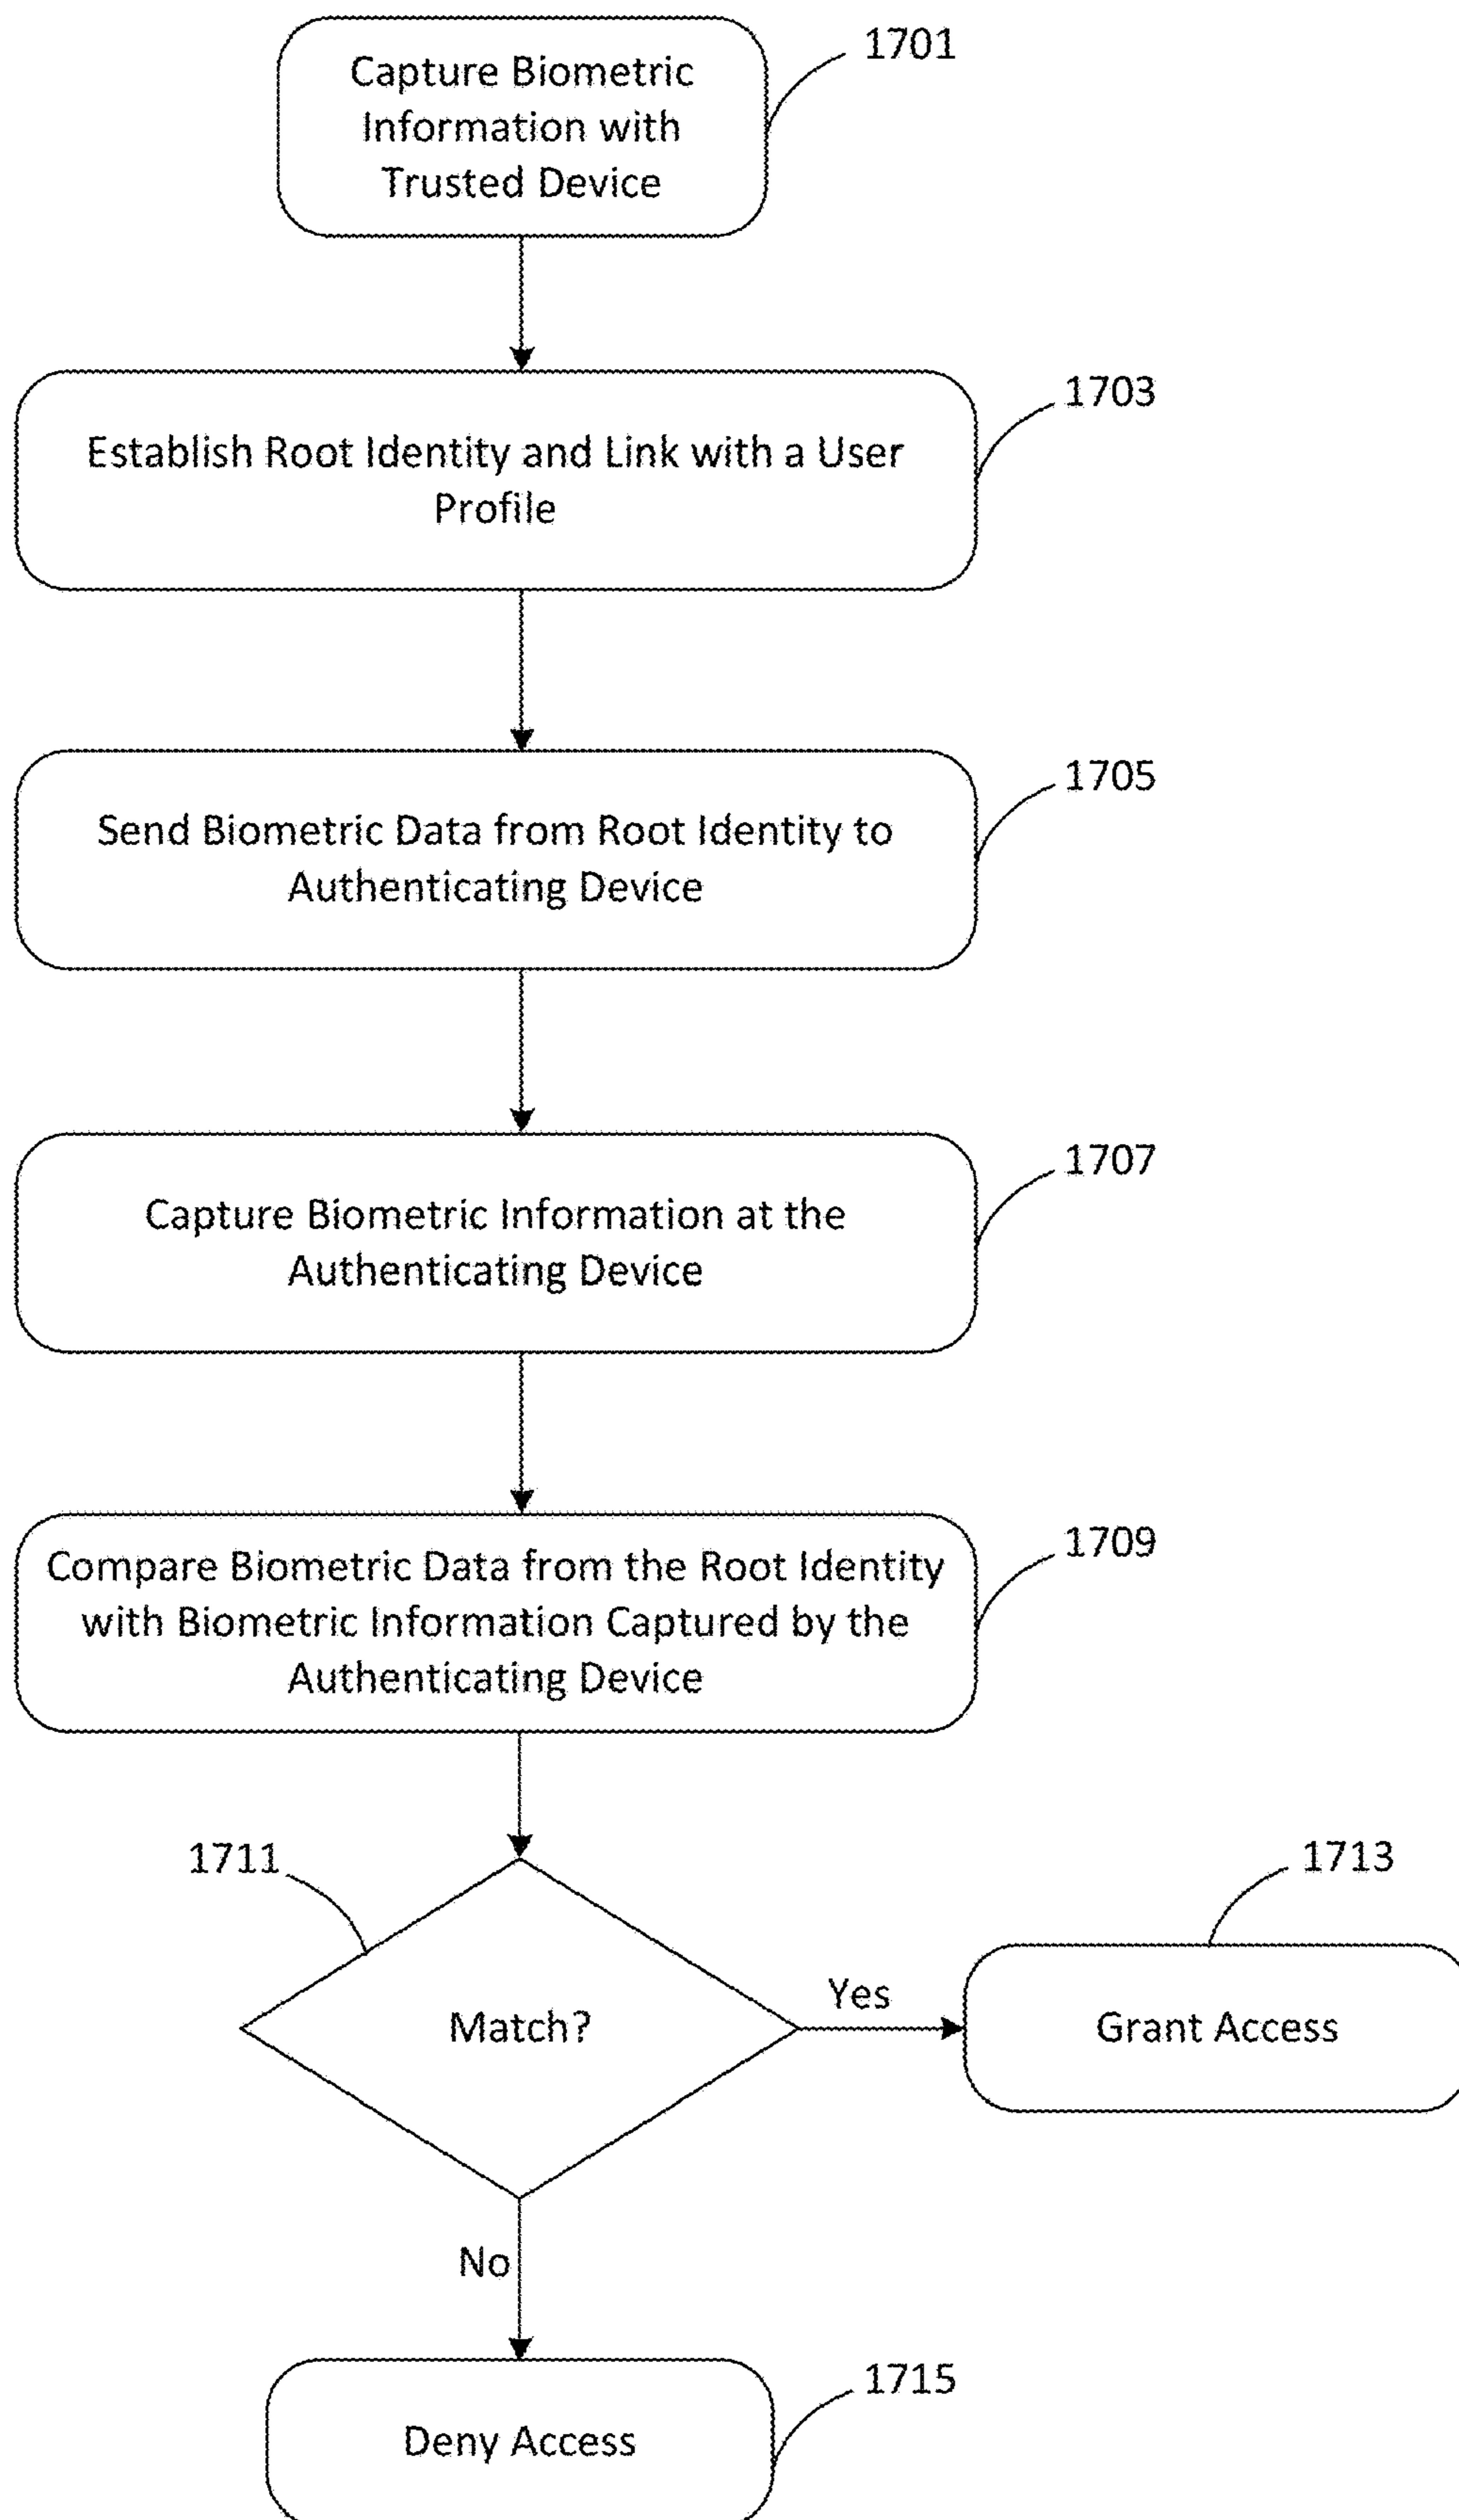 Capture Biometric
Information with
Trusted Device
1701
Establish Root Identity and Link with a User
Profile
1703
Send Biometric Data from Root Identity to
Authenticating Device
1705
Capture Biometric Information at the
Authenticating Device
1707
Compare Biometric Data from the Root Identity
with Biometric Information Captured by the
Authenticating Device
1709
1711
Match?
Yes
1713
Grant Access
No
1715
Deny Access